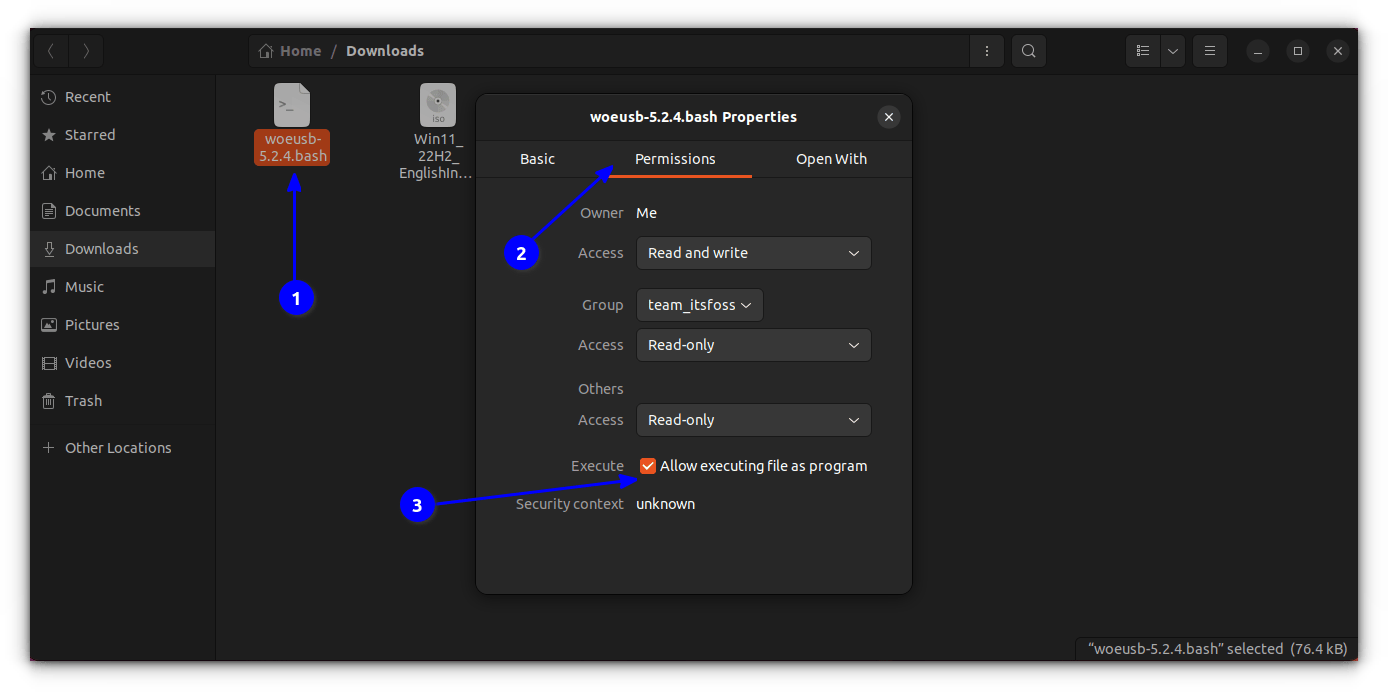 Home / Downloads
Recent
Starred
Home
Documents
Downloads
Music
Pictures
Videos
Trash
Other Locations
>_
woeusb-
5.2.4.bash
iso
Win11_
22H2_
EnglishIn...
woeusb-5.2.4.bash Properties
Basic Permissions Open With
Owner Me
Access Read and write
Group team_itsfoss
Access Read-only
Others
Access Read-only
Execute Allow executing file as program
Security context unknown
1
2
3
“woeusb-5.2.4.bash” selected (76.4 kB)